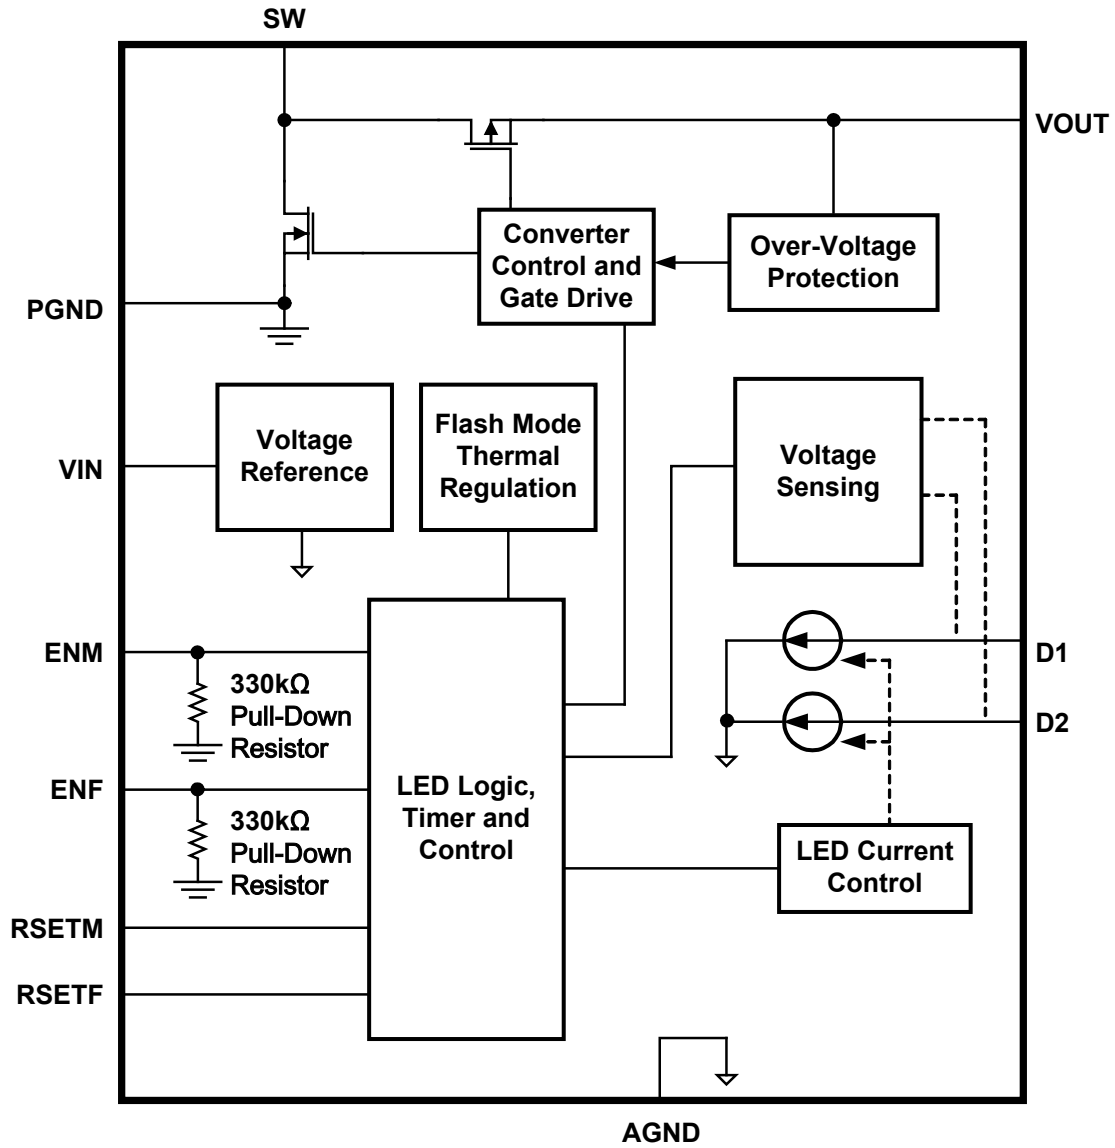 SW
VOUT
Converter
Control and
Gate Drive
Over-Voltage
Protection
PGND
VIN
Voltage
Reference
Flash Mode
Thermal
Regulation
Voltage
Sensing
ENM
330kΩ
Pull-Down
Resistor
D1
D2
ENF
330kΩ
Pull-Down
Resistor
LED Logic,
Timer and
Control
LED Current
Control
RSETM
RSETF
AGND